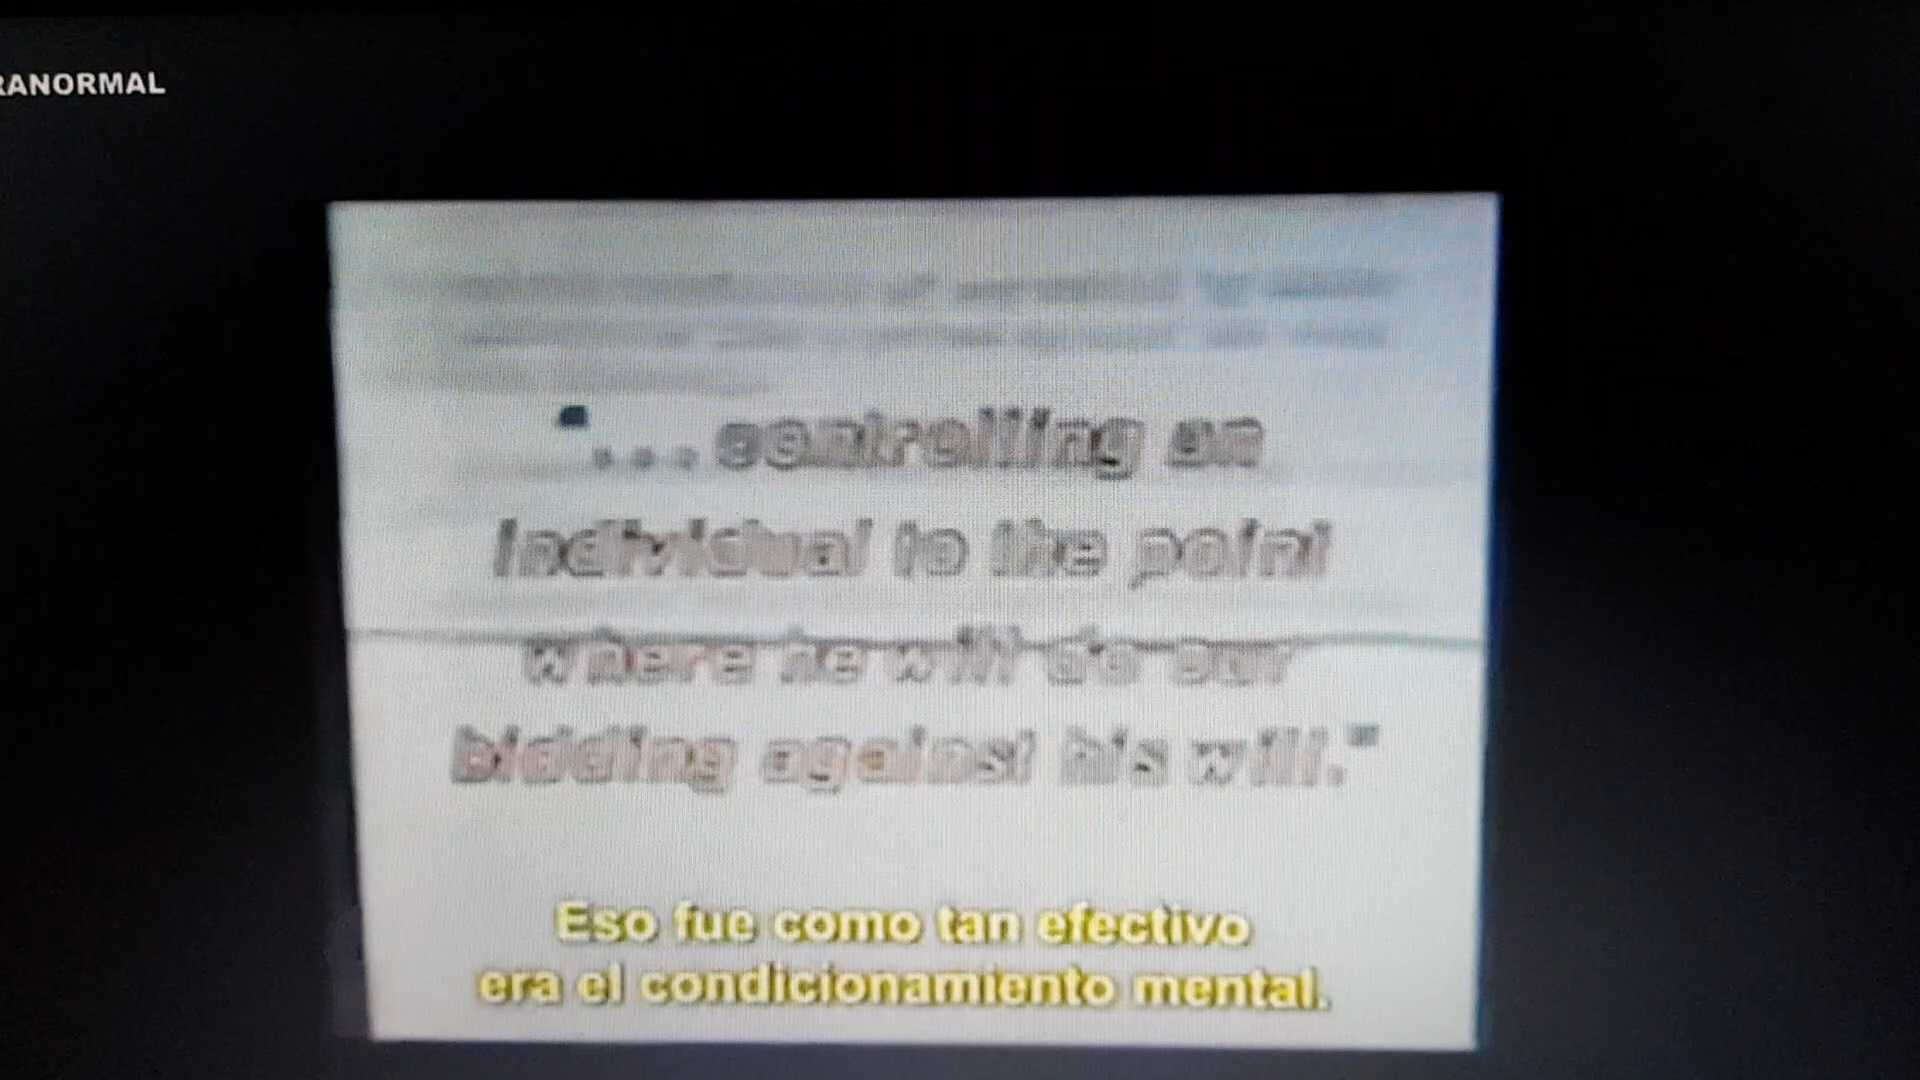 RANORMAL
"...controlling an
individual to the point
where he will do our
bidding against his will."
Eso fue como tan efectivo
era el condicionamiento mental.